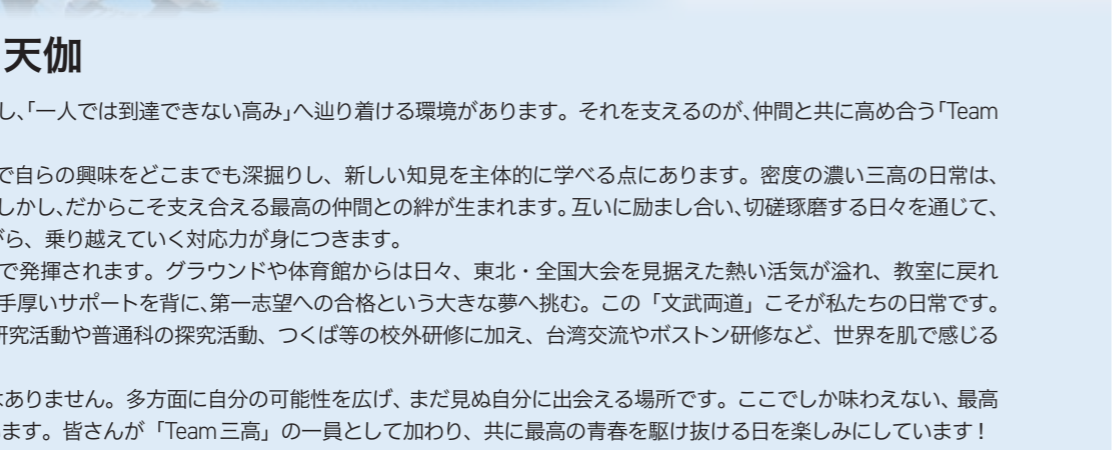 天伽
し、「一人では到達できない高み」へ辿り着ける環境があります。それを支えるのが、仲間と共に高め合う「Team
で自らの興味をどこまでも深掘りし、新しい知見を主体的に学べる点にあります。密度の濃い三高の日常は、
しかし、だからこそ支え合える最高の仲間との絆が生まれます。互いに励まし合い、切磋琢磨する日々を通じて、
がら、乗り越えていく対応力が身につきます。
で発揮されます。グラウンドや体育館からは日々、東北・全国大会を見据えた熱い活気が溢れ、教室に戻れ
手厚いサポートを背に、第一志望への合格という大きな夢へ挑む。この「文武両道」こそが私たちの日常です。
研究活動や普通科の探究活動、つくば等の校外研修に加え、台湾交流やボストン研修など、世界を肌で感じる
はありません。多方面に自分の可能性を広げ、まだ見ぬ自分に出会える場所です。ここでしか味わえない、最高
ます。皆さんが「Team三高」の一員として加わり、共に最高の青春を駆け抜ける日を楽しみにしています！